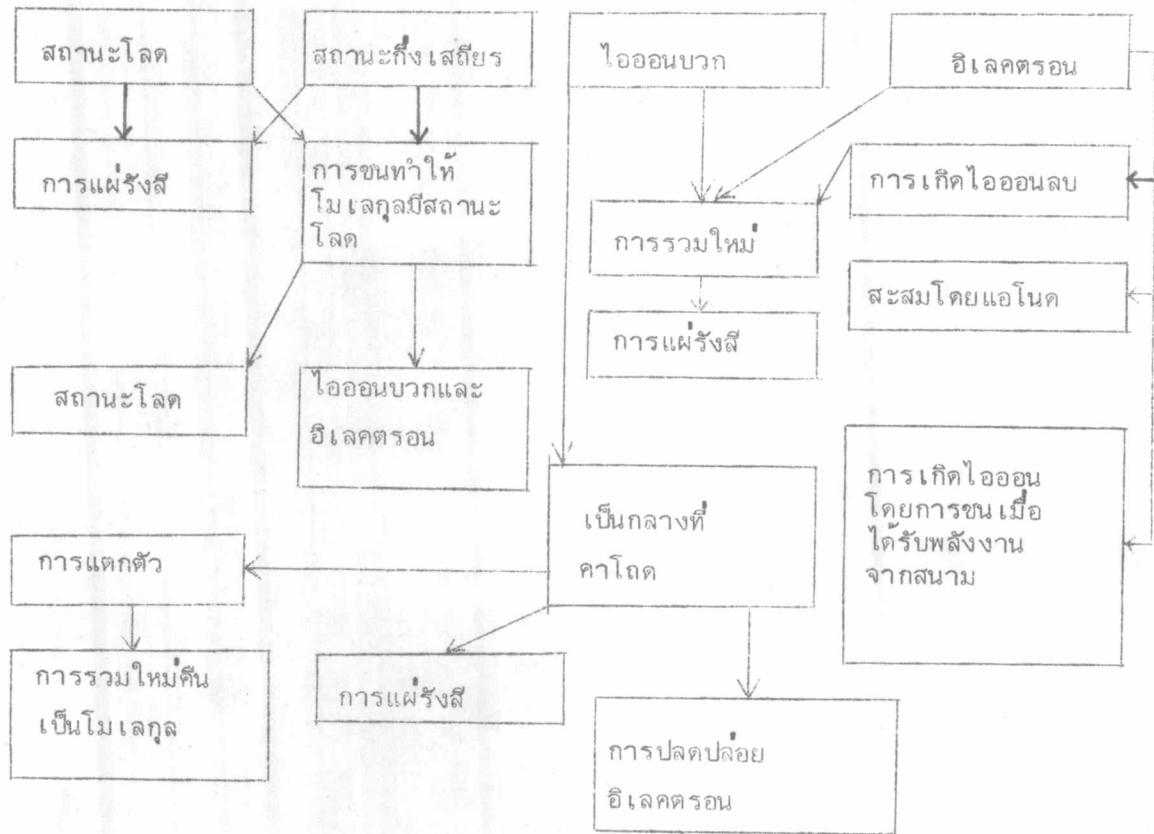 สถานะโลด
สถานะกึ่งเสถียร
ไอออนบวก
อิเลคตรอน
การแผ่รังสี
การชนทำให้
โมเลกุลมีสถานะ
โลด
การเกิดไอออนลบ
การรวมใหม่
สะสมโดยแอโนด
การแผ่รังสี
สถานะโลด
ไอออนบวกและ
อิเลคตรอน
เป็นกลางที่
คาโถด
การเกิดไอออน
โดยการชนเมื่อ
ได้รับพลังงาน
จากสนาม
การแตกตัว
การรวมใหม่คืน
เป็นโมเลกุล
การแผ่รังสี
การปลดปล่อย
อิเลคตรอน